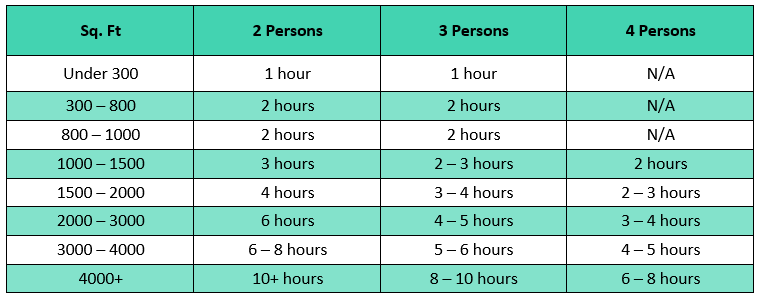 Sq. Ft 2 Persons 3 Persons 4 Persons
Under 300 1 hour 1 hour N/A
300 – 800 2 hours 2 hours N/A
800 – 1000 2 hours 2 hours N/A
1000 – 1500 3 hours 2 – 3 hours 2 hours
1500 – 2000 4 hours 3 – 4 hours 2 – 3 hours
2000 – 3000 6 hours 4 – 5 hours 3 – 4 hours
3000 – 4000 6 – 8 hours 5 – 6 hours 4 – 5 hours
4000+ 10+ hours 8 – 10 hours 6 – 8 hours